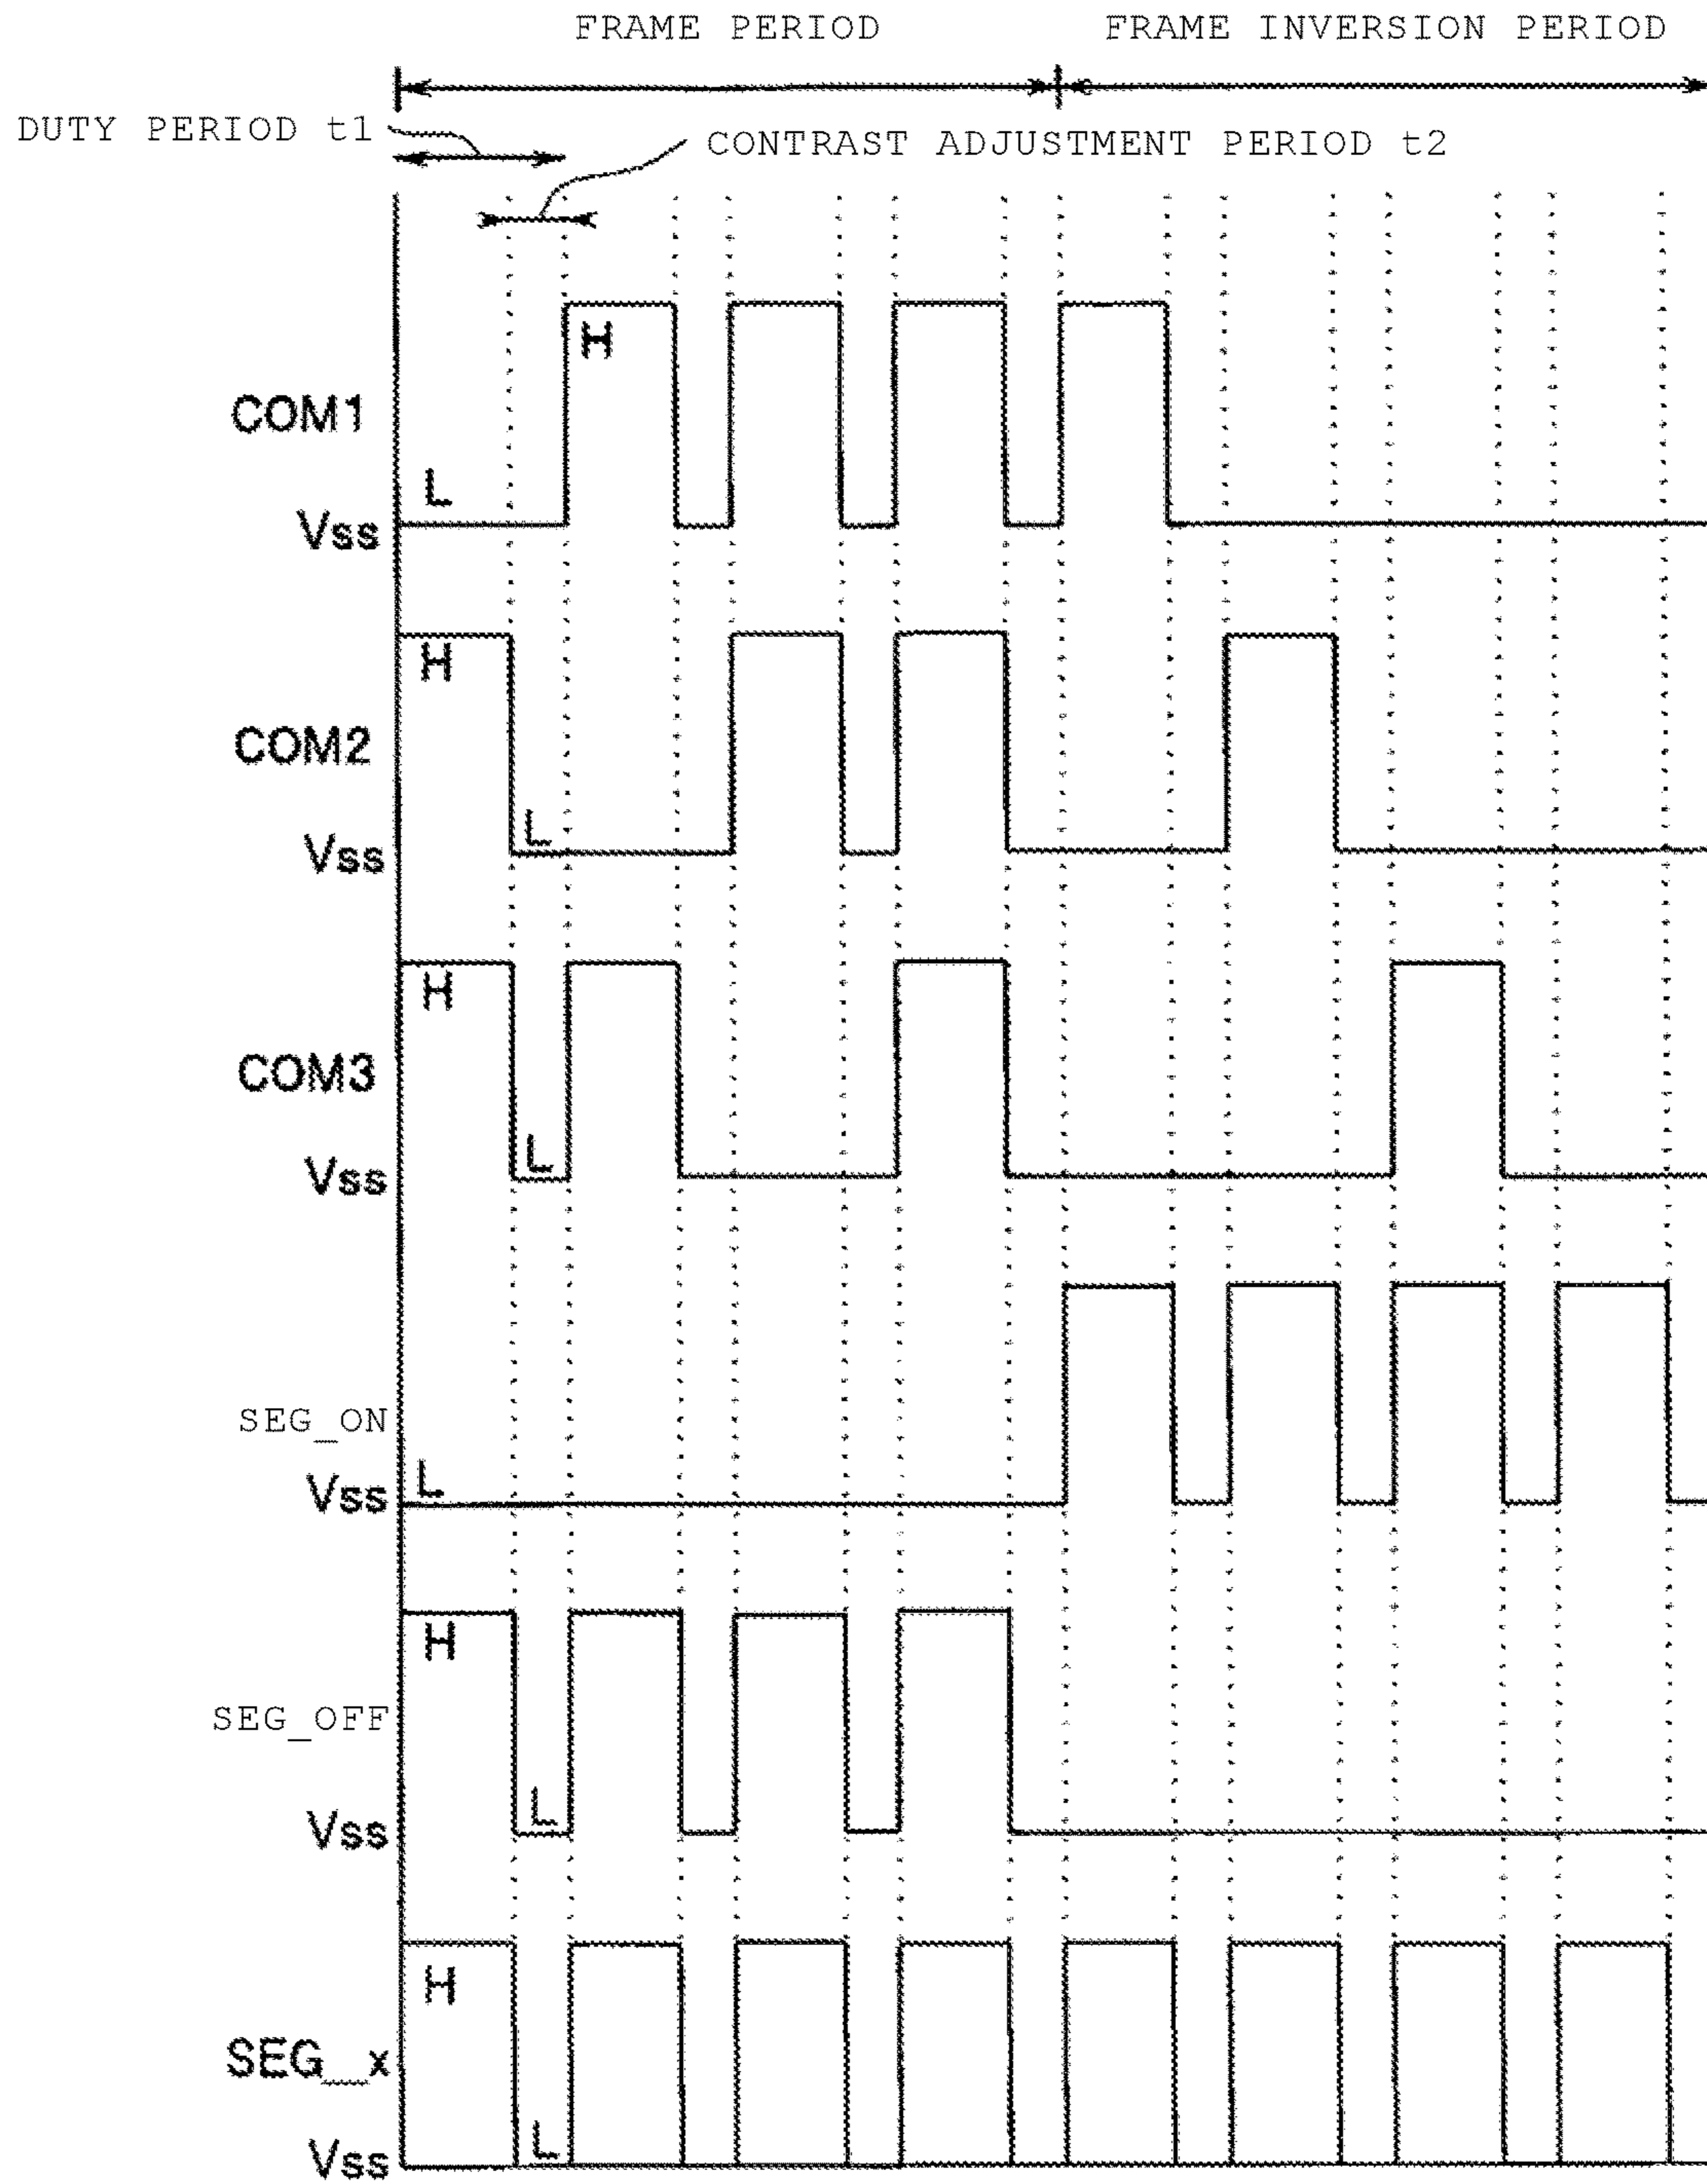 FRAME PERIOD FRAME INVERSION PERIOD
DUTY PERIOD t1
CONTRAST ADJUSTMENT PERIOD t2
H
COM1
L
Vss
H
COM2
L
Vss
H
COM3
L
Vss
SEG_ON
L
Vss
H
SEG_OFF
L
Vss
H
SEG_x
L
Vss